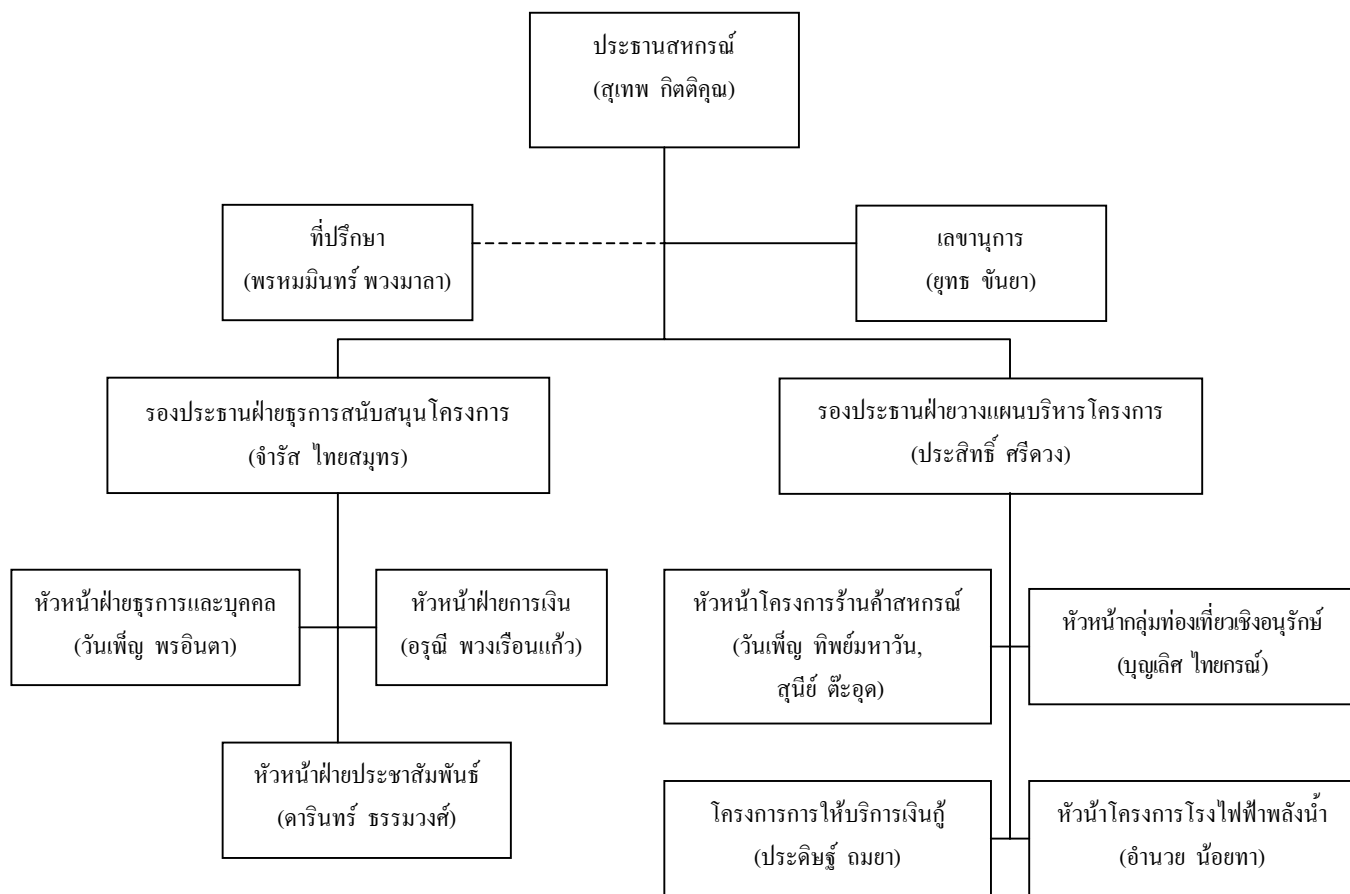 ประธานสหกรณ์
(สุเทพ กิตติคุณ)
ที่ปรึกษา
(พรหมมินทร์ พวงมาลา)
เลขานุการ
(ยุทธ ขันยา)
รองประธานฝ่ายธุรการสนับสนุนโครงการ
(จำรัส ไทยสมุทร)
รองประธานฝ่ายวางแผนบริหารโครงการ
(ประสิทธิ์ ศรีดวง)
หัวหน้าฝ่ายธุรการและบุคคล
(วันเพ็ญ พรอินตา)
หัวหน้าฝ่ายการเงิน
(อรุณี พวงเรือนแก้ว)
หัวหน้าฝ่ายประชาสัมพันธ์
(ดารินทร์ ธรรมวงศ์)
หัวหน้าโครงการร้านค้าสหกรณ์
(วันเพ็ญ ทิพย์มหาวัน,
สุนีย์ ต๊ะอุด)
หัวหน้ากลุ่มท่องเที่ยวเชิงอนุรักษ์
(บุญเลิศ ไทยกรณ์)
โครงการการให้บริการเงินกู้
(ประดิษฐ์ ถมยา)
หัวน้าโครงการโรงไฟฟ้าพลังน้ำ
(อำนวย น้อยทา)